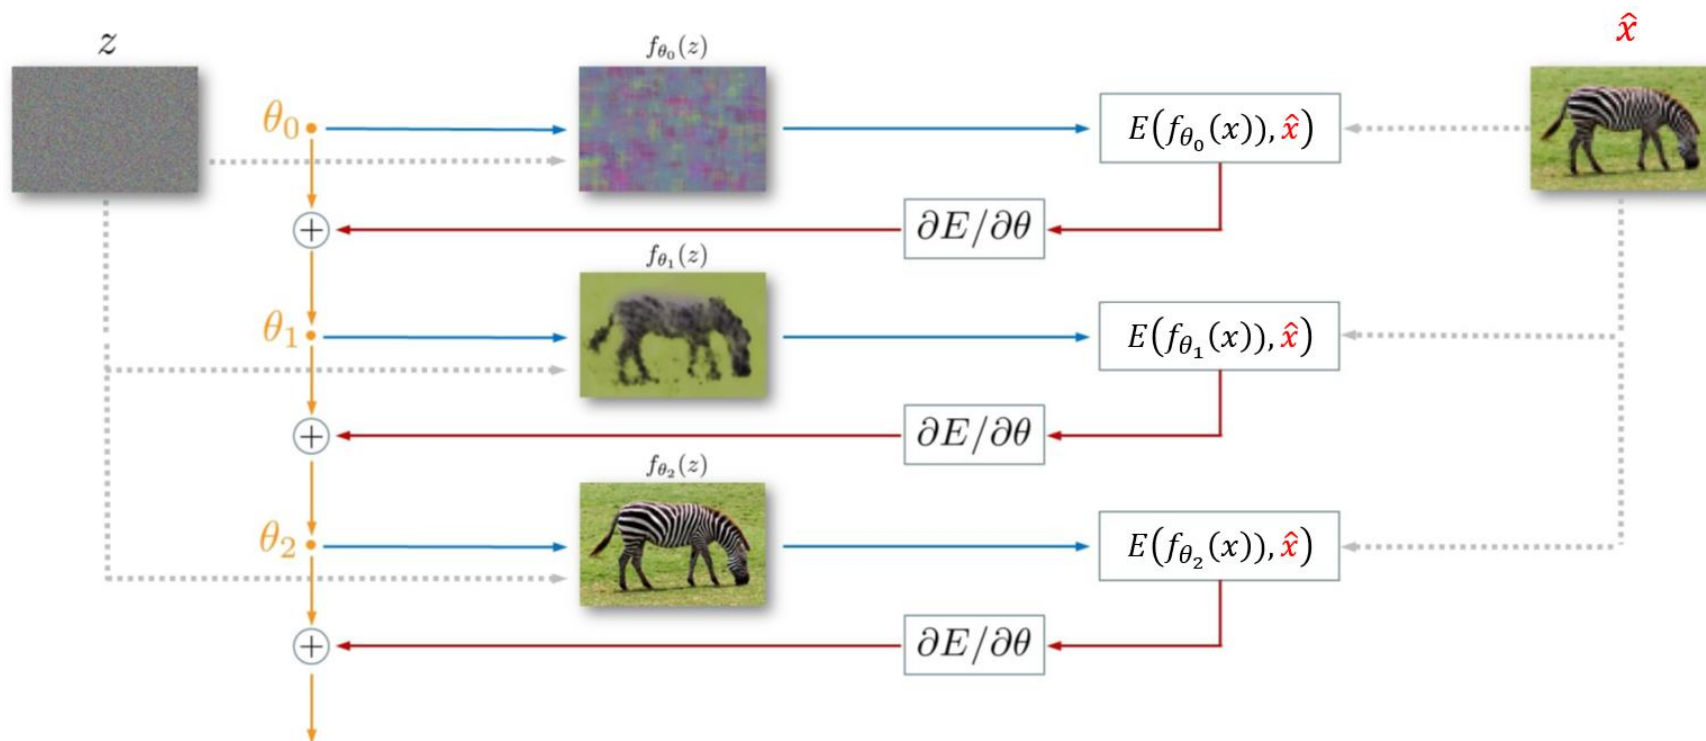 z
x̂
f_{θ_0}(z)
θ_0
E(f_{θ_0}(x)), x̂)
∂E/∂θ
+
f_{θ_1}(z)
θ_1
E(f_{θ_1}(x)), x̂)
∂E/∂θ
+
f_{θ_2}(z)
θ_2
E(f_{θ_2}(x)), x̂)
∂E/∂θ
+